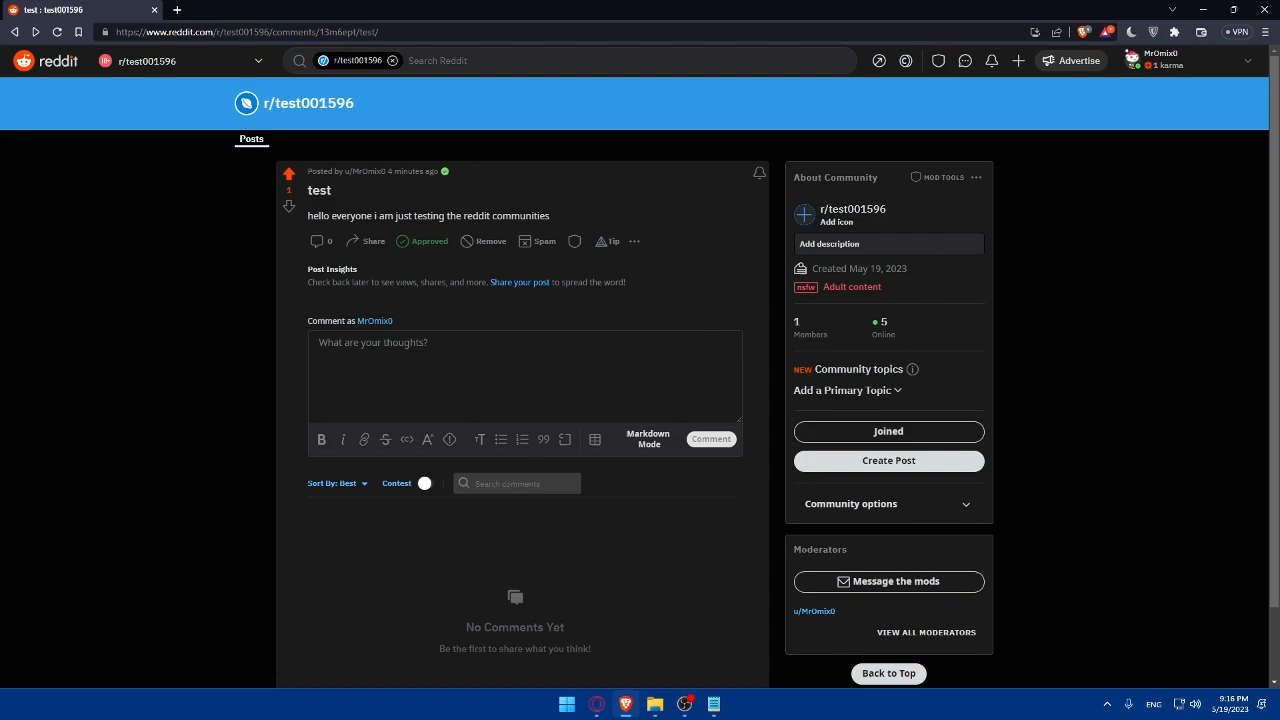 test : test001596
https://www.reddit.com/r/test001596/comments/13m6ept/test/
VPN
reddit
18+
r/test001596
r/test001596
Search Reddit
Advertise
MrOmix0
1 karma
r/test001596
Posts
Posted by u/MrOmix0 4 minutes ago
1
test
hello everyone i am just testing the reddit communities
0 Share Approved Remove Spam Tip
Post Insights
Check back later to see views, shares, and more. Share your post to spread the word!
Comment as MrOmix0
What are your thoughts?
Markdown
Mode
Comment
Sort By: Best
Contest
Search comments
No Comments Yet
Be the first to share what you think!
About Community
MOD TOOLS
r/test001596
Add icon
Add description
Created May 19, 2023
nsfw Adult content
1
Members
5
Online
NEW Community topics
Add a Primary Topic
Joined
Create Post
Community options
Moderators
Message the mods
u/MrOmix0
VIEW ALL MODERATORS
Back to Top
ENG
9:16 PM
5/19/2023